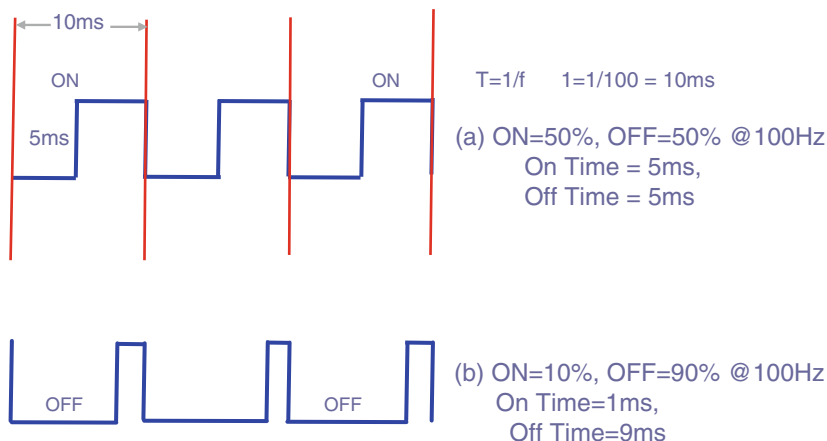 10ms
ON
ON
T=1/f 1=1/100 = 10ms
5ms
(a) ON=50%, OFF=50% @100Hz
On Time = 5ms,
Off Time = 5ms
OFF
OFF
(b) ON=10%, OFF=90% @100Hz
On Time=1ms,
Off Time=9ms